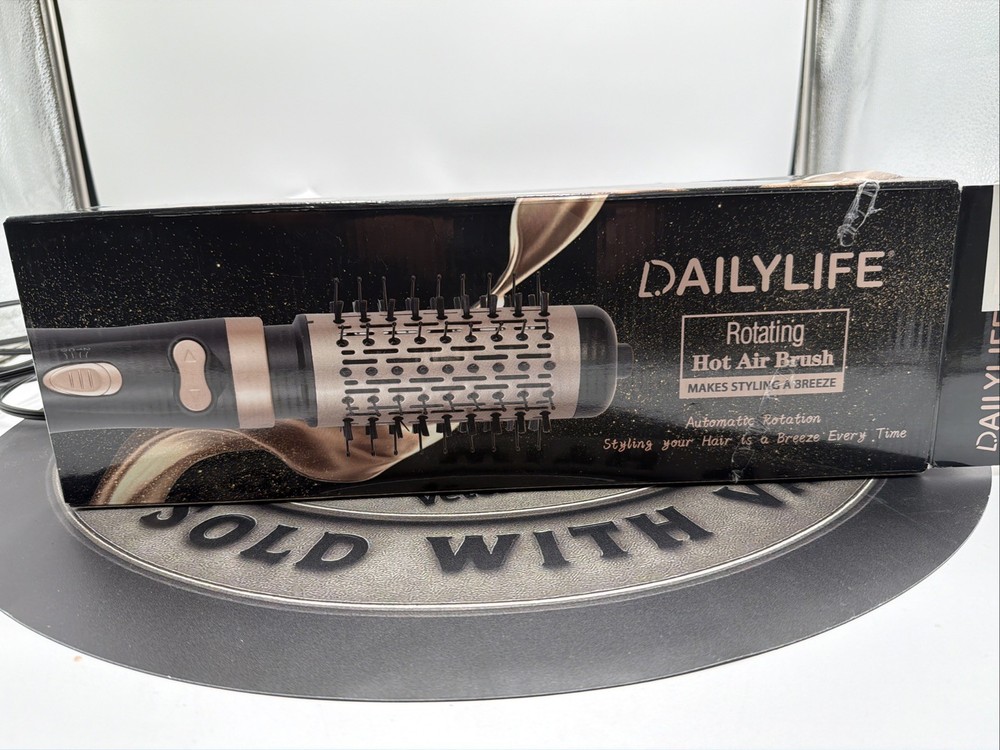 DAILYLIFE®
Rotating
Hot Air Brush
MAKES STYLING A BREEZE
Automatic Rotation
Styling your Hair is a Breeze Every Time
DAILYLIFE
SOLD WITH